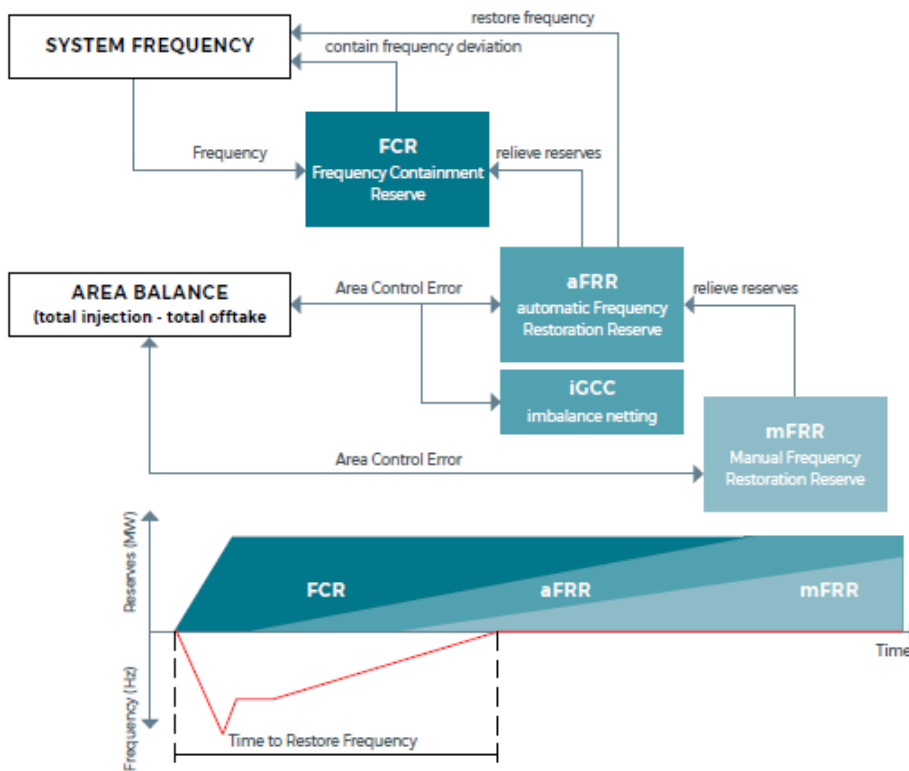 restore frequency
SYSTEM FREQUENCY
contain frequency deviation
FCR
Frequency Containment
Reserve
Frequency
relieve reserves
aFRR
automatic Frequency
Restoration Reserve
AREA BALANCE
(total injection - total offtake
Area Control Error
relieve reserves
iGCC
imbalance netting
mFRR
Manual Frequency
Restoration Reserve
Area Control Error
Reserves (MW)
FCR
aFRR
mFRR
Time
Frequency (Hz)
Time to Restore Frequency